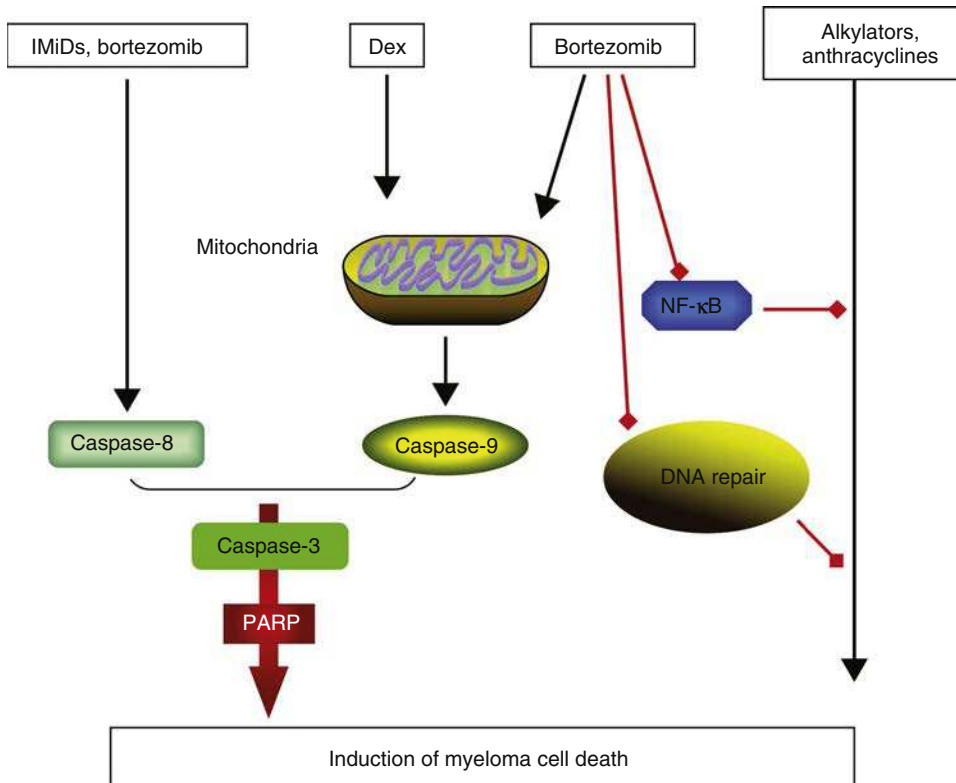 IMiDs, bortezomib
Dex
Bortezomib
Alkylators,
anthracyclines
Mitochondria
NF-κB
Caspase-8
Caspase-9
DNA repair
Caspase-3
PARP
Induction of myeloma cell death